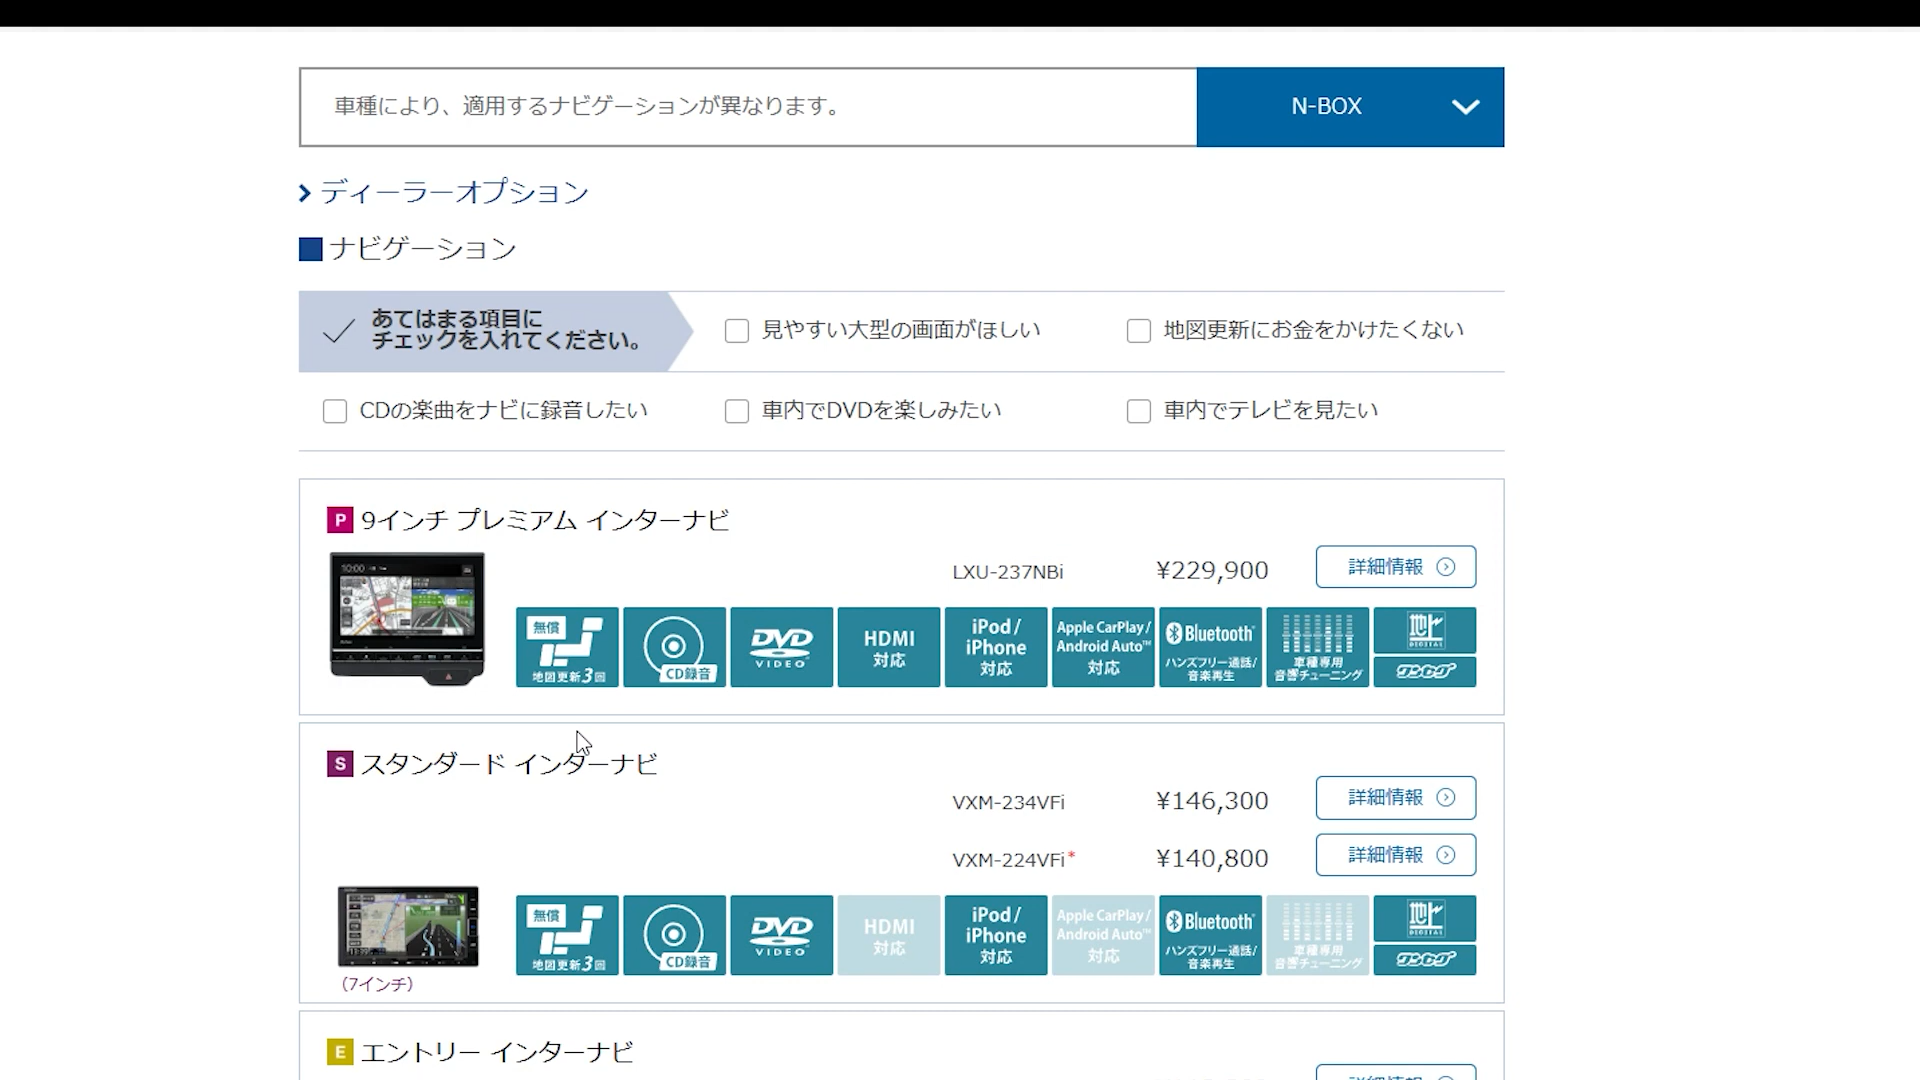 車種により、適用するナビゲーションが異なります。
N-BOX
ディーラーオプション
ナビゲーション
あてはまる項目に
チェックを入れてください。
見やすい大型の画面がほしい
地図更新にお金をかけたくない
CDの楽曲をナビに録音したい
車内でDVDを楽しみたい
車内でテレビを見たい
P 9インチ プレミアム インターナビ
10:00
LXU-237NBi
¥229,900
詳細情報
無償
地図更新3回
CD録音
DVD
VIDEO
HDMI
対応
iPod/
iPhone
対応
Apple CarPlay/
Android Auto™
対応
Bluetooth
ハンズフリー通話/
音楽再生
車種専用
音響チューニング
地上
DIGITAL
ワンセグ
S スタンダード インターナビ
VXM-234VFi
¥146,300
詳細情報
VXM-224VFi*
¥140,800
詳細情報
(7インチ)
無償
地図更新3回
CD録音
DVD
VIDEO
HDMI
対応
iPod/
iPhone
対応
Apple CarPlay/
Android Auto™
対応
Bluetooth
ハンズフリー通話/
音楽再生
車種専用
音響チューニング
地上
DIGITAL
ワンセグ
E エントリー インターナビ